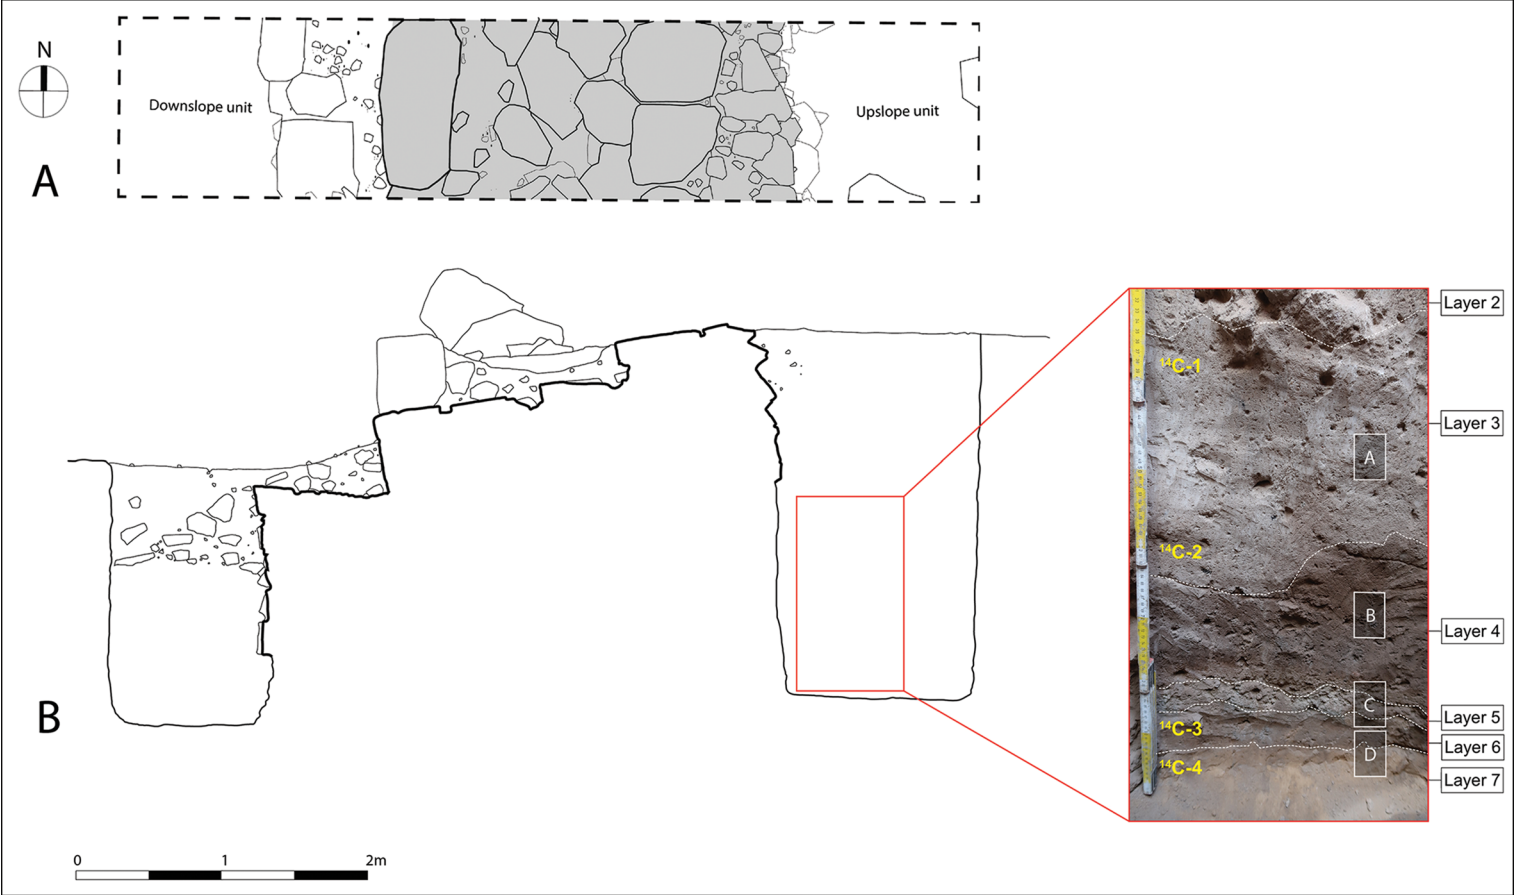 N
Downslope unit
Upslope unit
A
Layer 2
¹⁴C-1
Layer 3
A
¹⁴C-2
B
Layer 4
B
C
Layer 5
¹⁴C-3
Layer 6
D
¹⁴C-4
Layer 7
0 1 2m